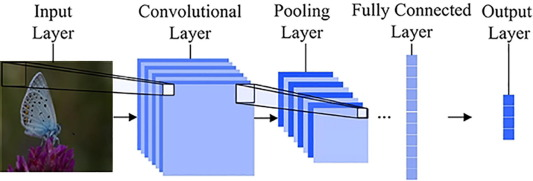 Input
Layer
Convolutional
Layer
Pooling
Layer
Fully Connected
Layer
Output
Layer
...